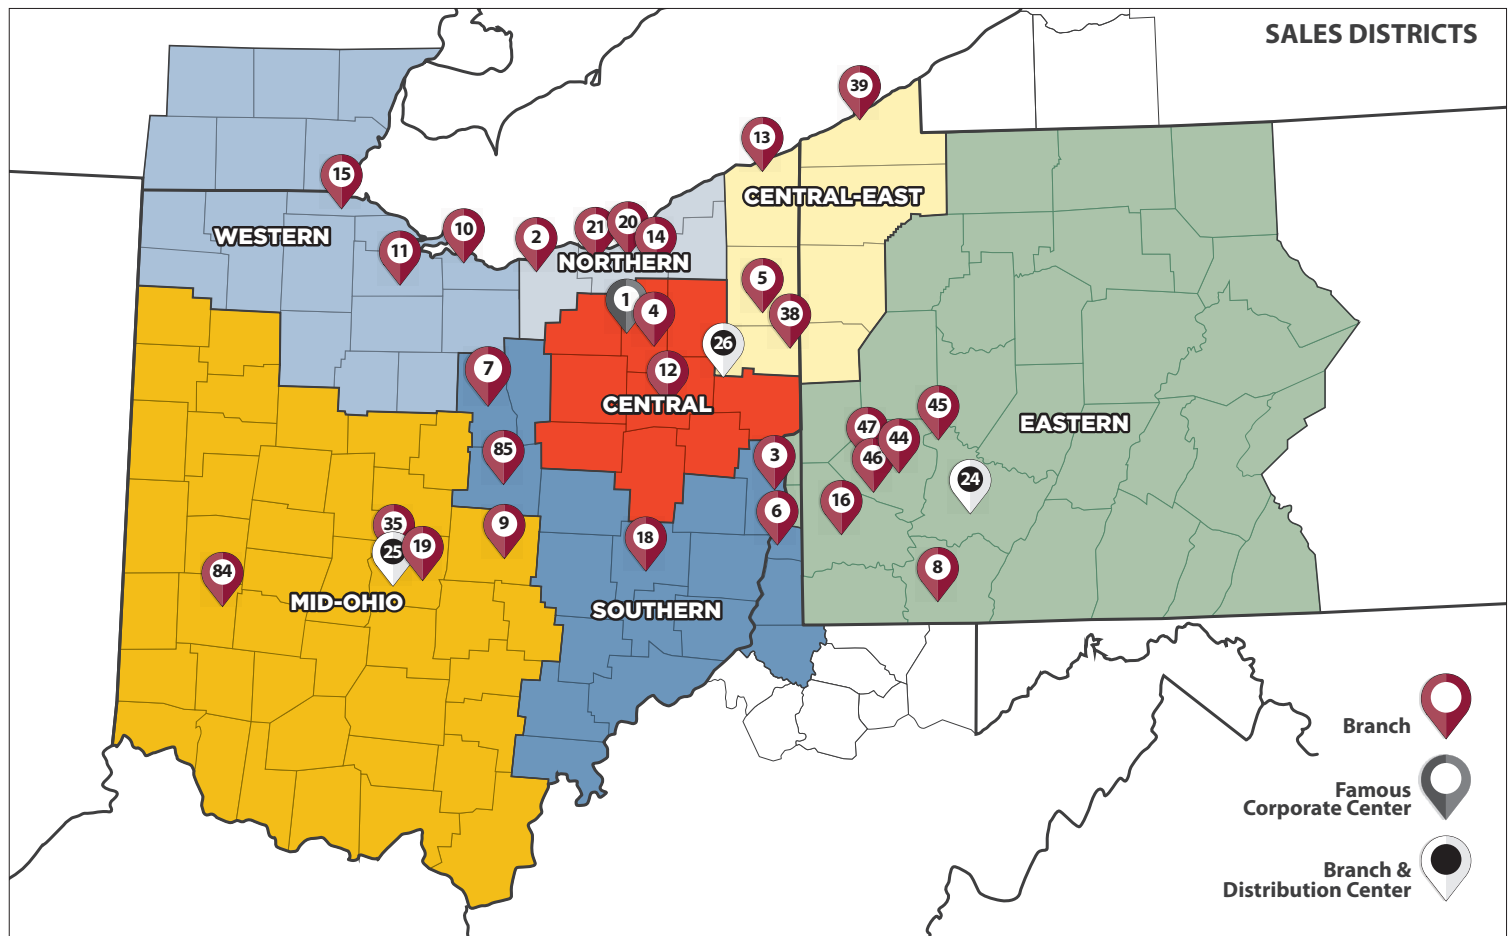 SALES DISTRICTS
39
13
15
CENTRAL-EAST
WESTERN
10
2
21
20
14
11
NORTHERN
5
1
4
38
26
7
12
CENTRAL
45
EASTERN
47
44
85
3
46
24
16
6
35
9
18
25
19
84
8
MID-OHIO
SOUTHERN
Branch
Famous
Corporate Center
Branch &
Distribution Center